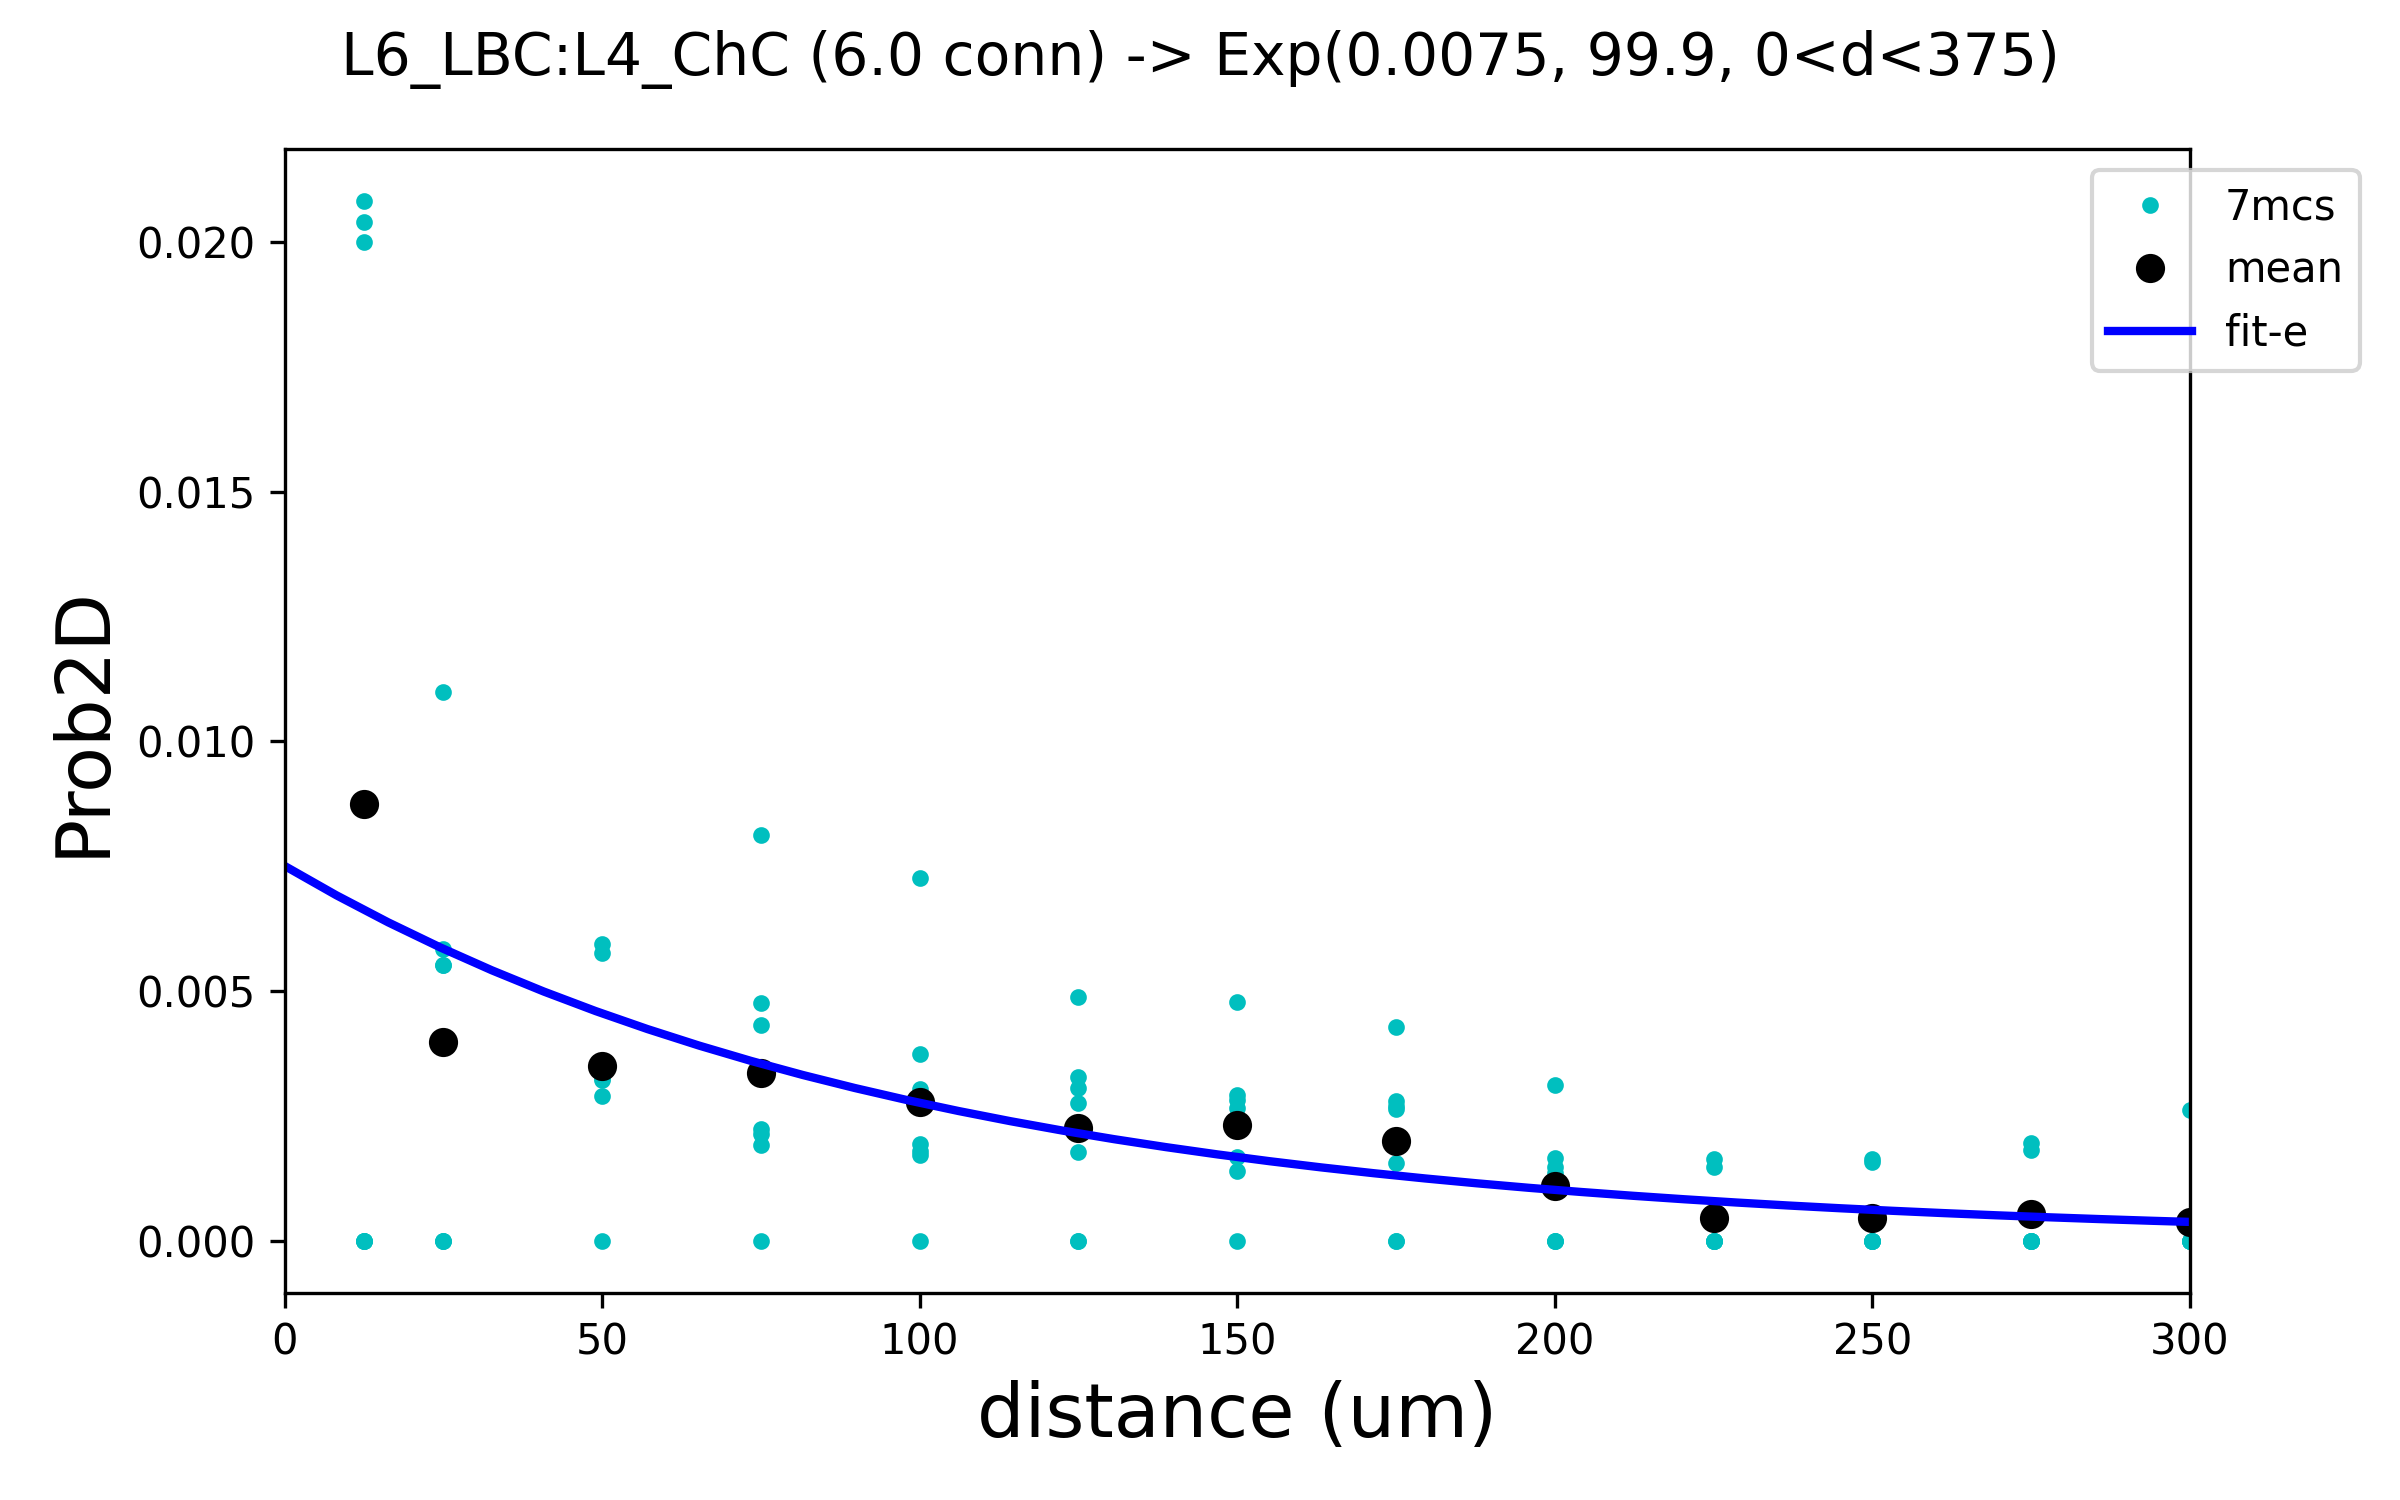 L6_LBC:L4_ChC (6.0 conn) -> Exp(0.0075, 99.9, 0<d<375)
7mcs
mean
fit-e
0.020
0.015
0.010
0.005
0.000
Prob2D
0 50 100 150 200 250 300
distance (um)